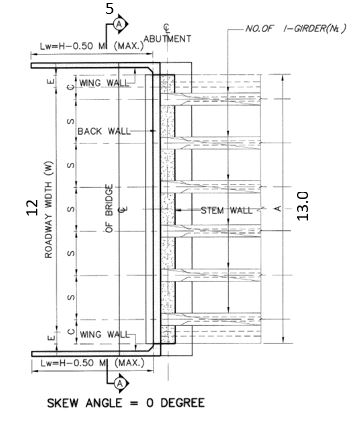 5
A
℄
ABUTMENT
NO.OF I-GIRDER(N₁)
Lw=H-0.50 M (MAX.)
E
C
WING WALL
BACK WALL
S
S
12
ROADWAY WIDTH (W)
S
OF BRIDGE
℄
STEM WALL
A
13.0
S
S
E
C
WING WALL
Lw=H-0.50 M (MAX.)
A
SKEW ANGLE = 0 DEGREE